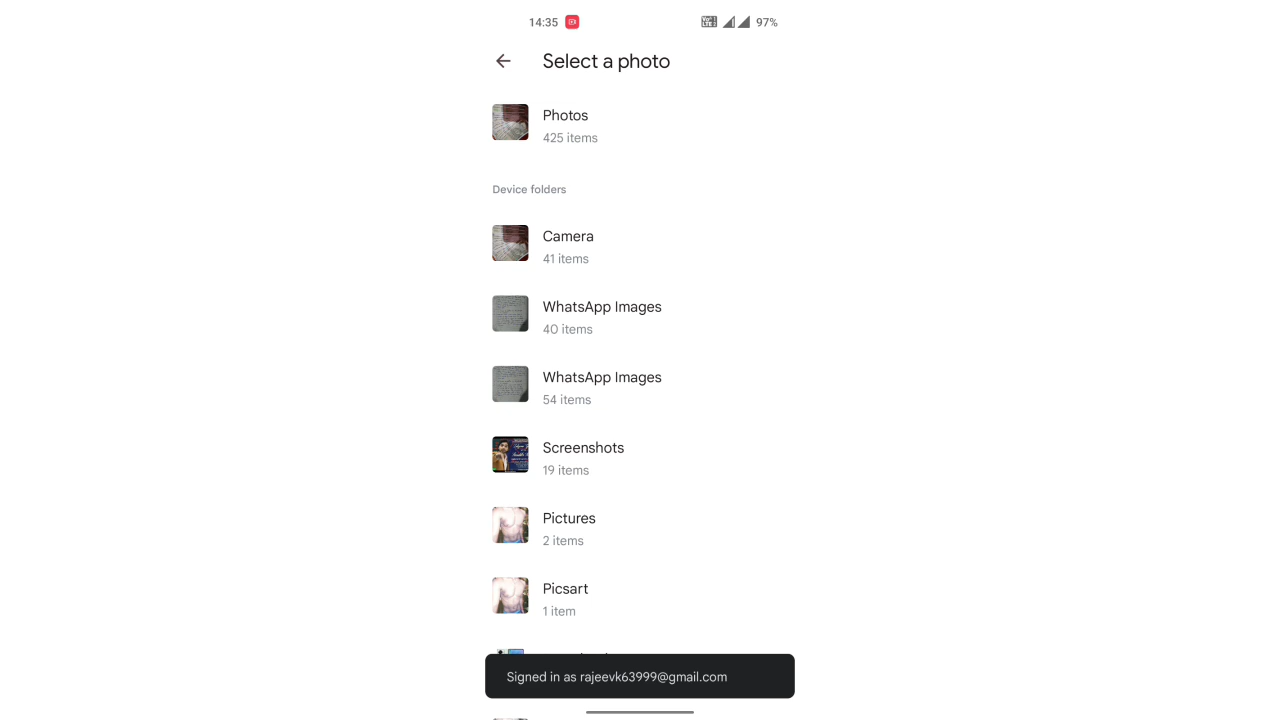 14:35
97%
Select a photo
Photos
425 items
Device folders
Camera
41 items
WhatsApp Images
40 items
WhatsApp Images
54 items
Screenshots
19 items
Pictures
2 items
Picsart
1 item
Signed in as rajeevk63999@gmail.com